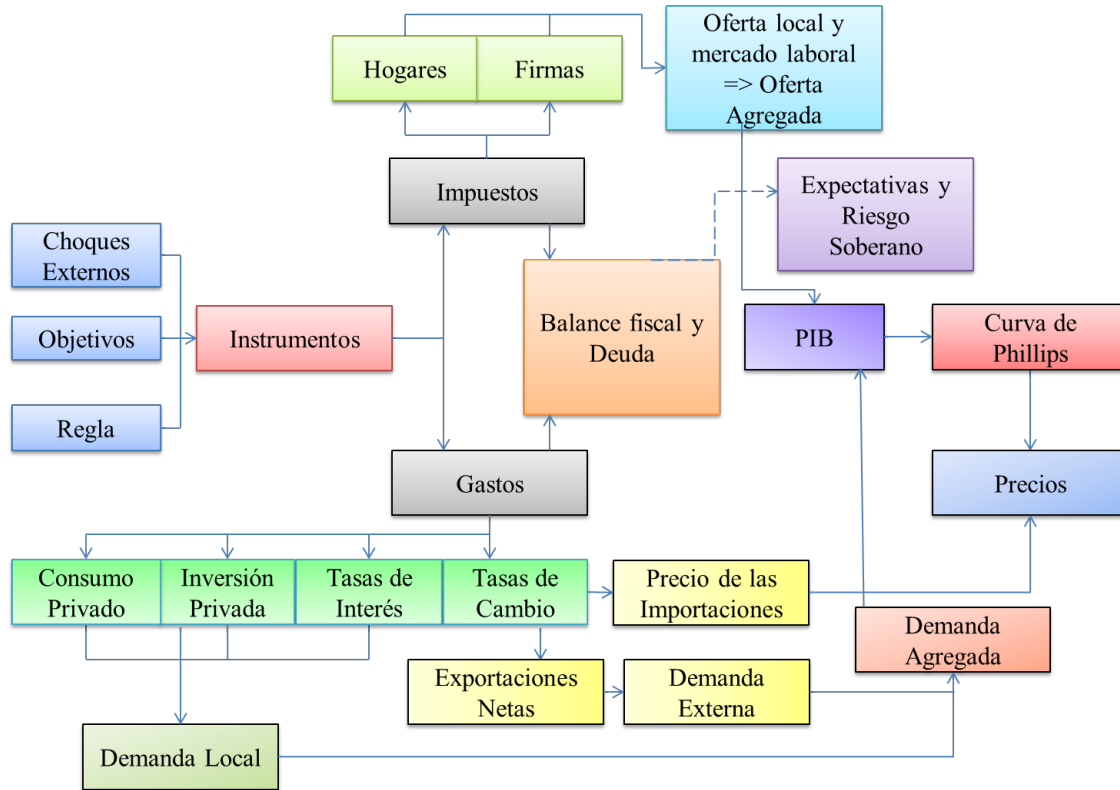 Hogares
Firmas
Oferta local y
mercado laboral
=> Oferta
Agregada
Impuestos
Expectativas y
Riesgo
Soberano
Choques
Externos
Objetivos
Regla
Instrumentos
Balance fiscal y
Deuda
PIB
Curva de
Phillips
Gastos
Precios
Consumo
Privado
Inversión
Privada
Tasas de
Interés
Tasas de
Cambio
Precio de las
Importaciones
Demanda
Agregada
Exportaciones
Netas
Demanda
Externa
Demanda Local